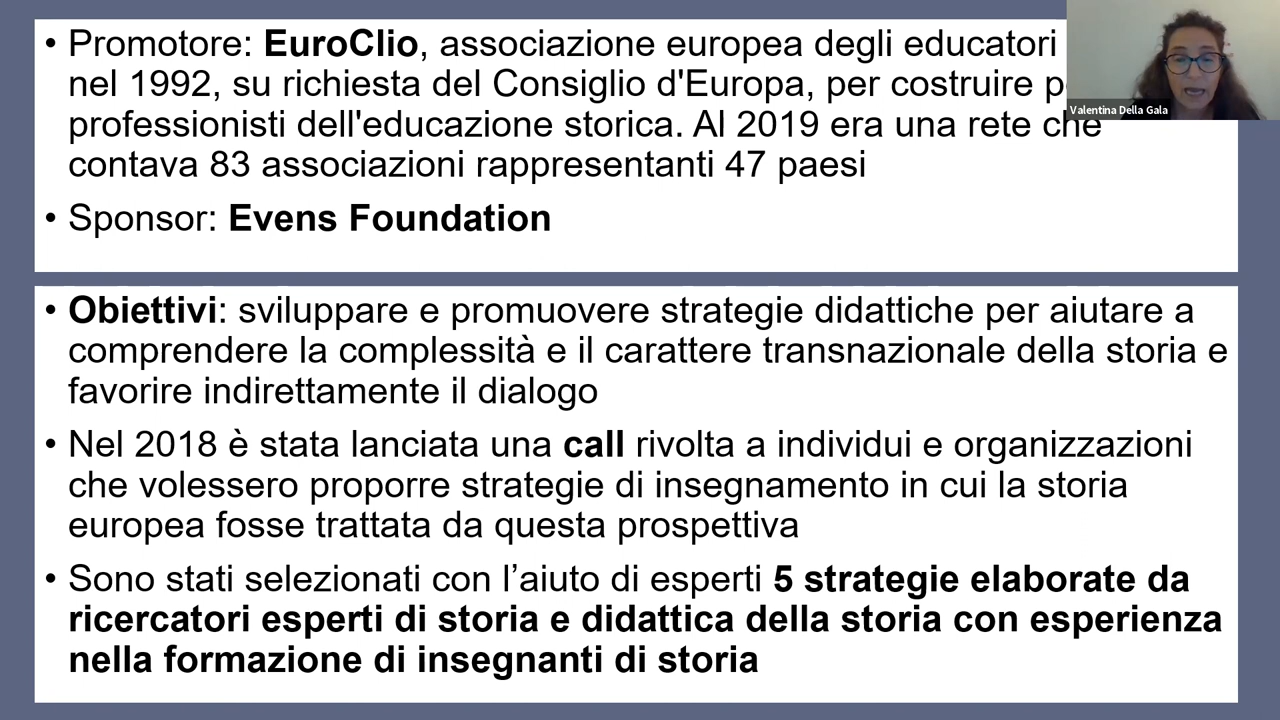 • Promotore: EuroClio, associazione europea degli educatori
nel 1992, su richiesta del Consiglio d'Europa, per costruire
professionisti dell'educazione storica. Al 2019 era una rete che
contava 83 associazioni rappresentanti 47 paesi
• Sponsor: Evens Foundation
• Obiettivi: sviluppare e promuovere strategie didattiche per aiutare a
comprendere la complessità e il carattere transnazionale della storia e
favorire indirettamente il dialogo
• Nel 2018 è stata lanciata una call rivolta a individui e organizzazioni
che volessero proporre strategie di insegnamento in cui la storia
europea fosse trattata da questa prospettiva
• Sono stati selezionati con l’aiuto di esperti 5 strategie elaborate da
ricercatori esperti di storia e didattica della storia con esperienza
nella formazione di insegnanti di storia
Valentina Della Gala